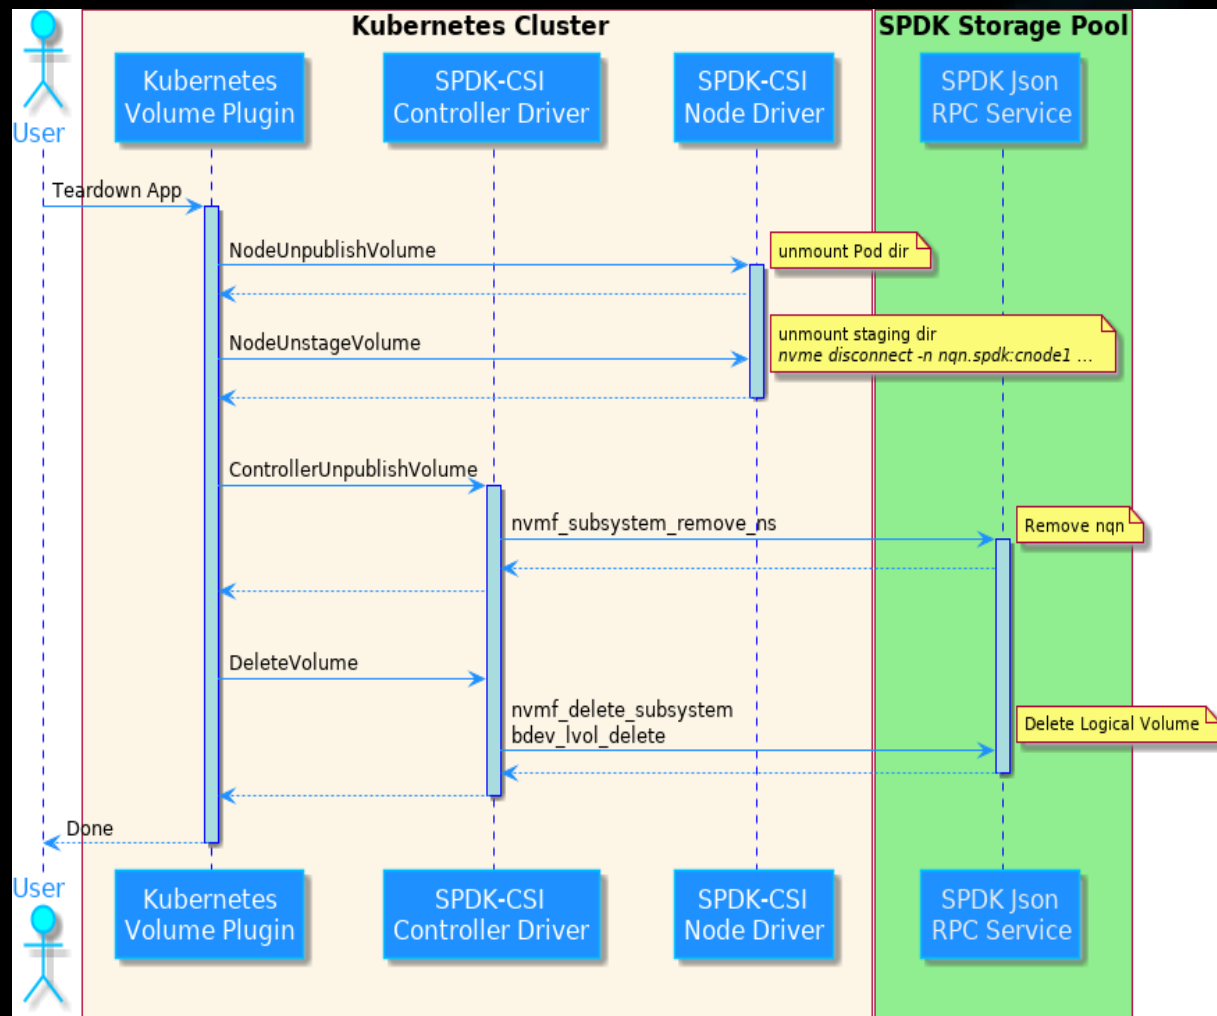 Kubernetes Cluster
SPDK Storage Pool
User
Kubernetes
Volume Plugin
SPDK-CSI
Controller Driver
SPDK-CSI
Node Driver
SPDK Json
RPC Service
Teardown App
NodeUnpublishVolume
unmount Pod dir
NodeUnstageVolume
unmount staging dir
nvme disconnect -n nqn.spdk:cnode1 ...
ControllerUnpublishVolume
nvmf_subsystem_remove_ns
Remove nqn
DeleteVolume
nvmf_delete_subsystem
bdev_lvol_delete
Delete Logical Volume
Done
User
Kubernetes
Volume Plugin
SPDK-CSI
Controller Driver
SPDK-CSI
Node Driver
SPDK Json
RPC Service